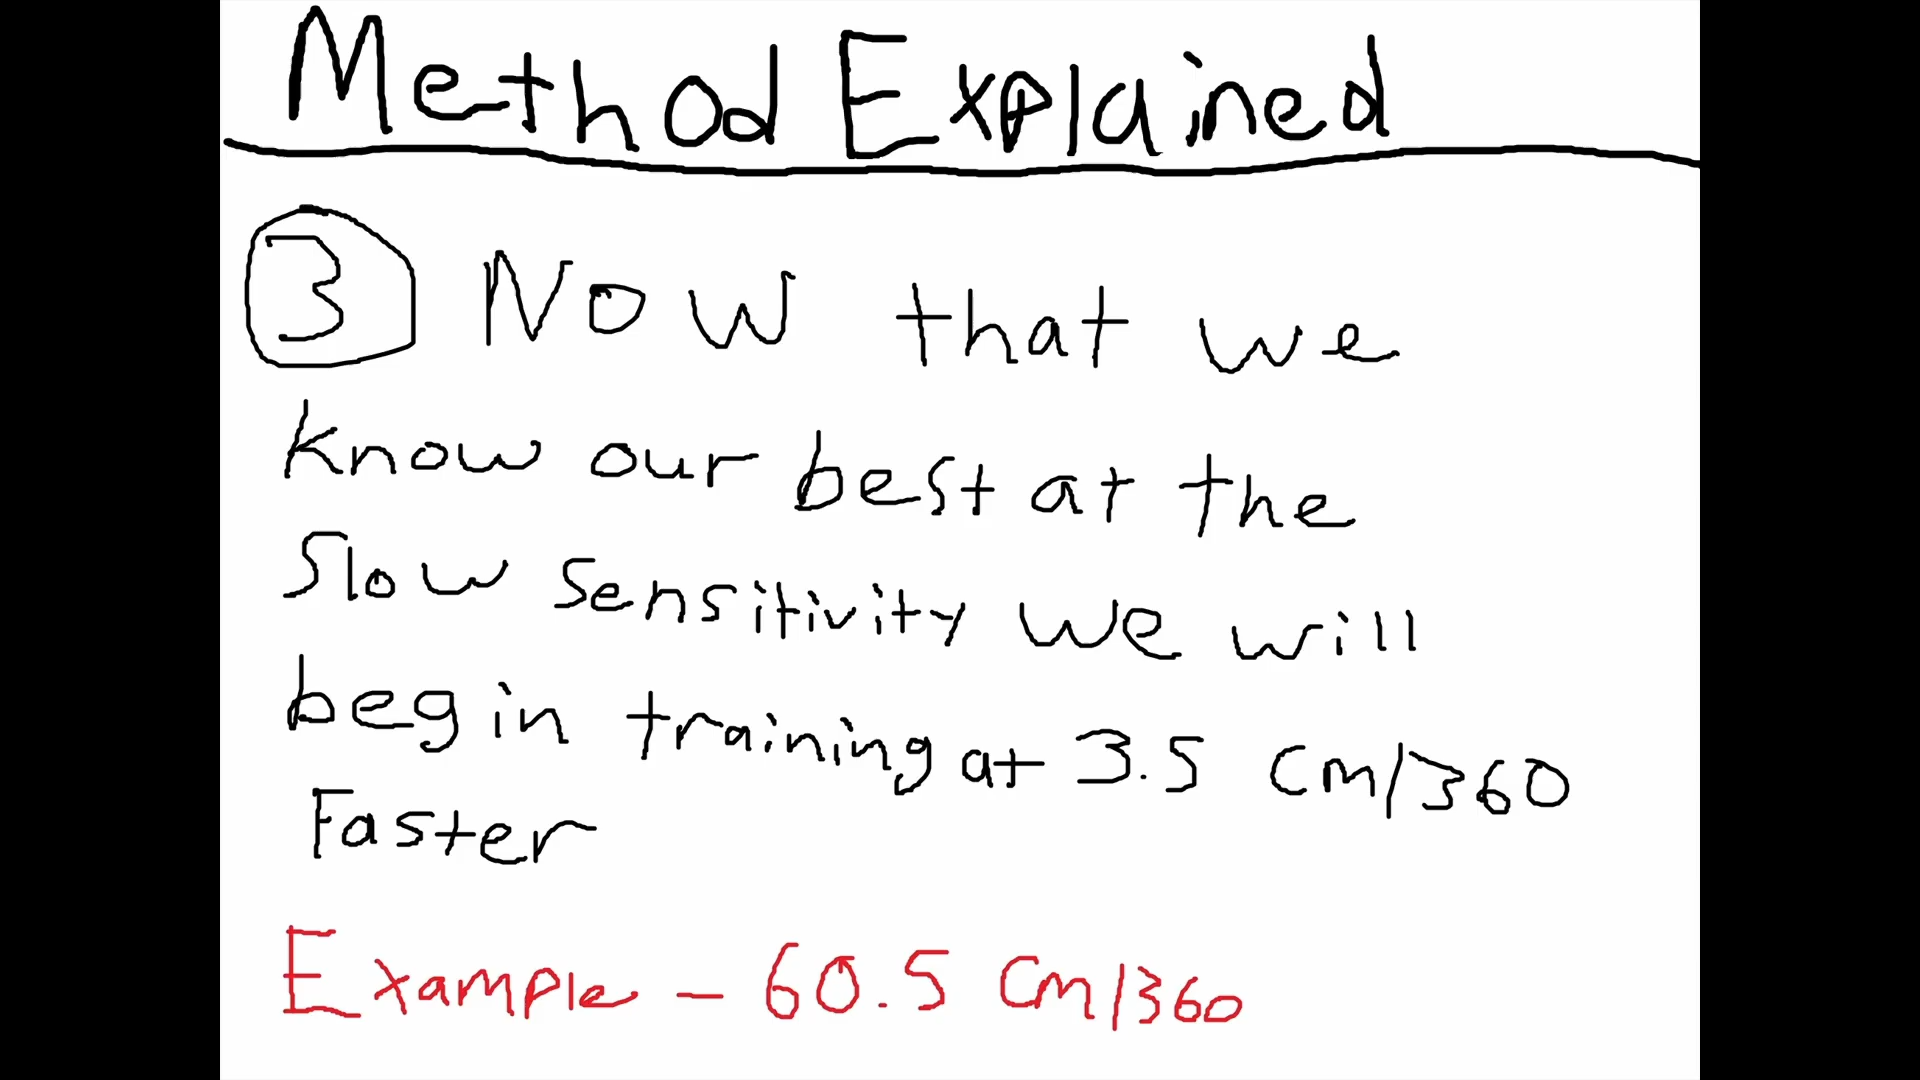 Method Explained
3 Now that we
know our best at the
slow sensitivity we will
begin training at 3.5 cm/360
Faster
Example - 60.5 cm/360